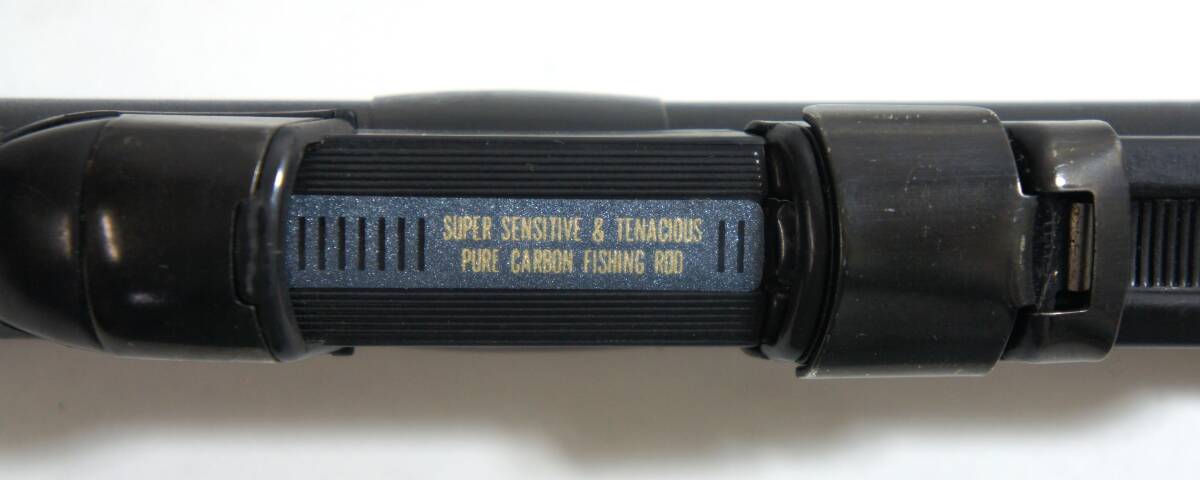 SUPER SENSITIVE & TENACIOUS
PURE CARBON FISHING ROD